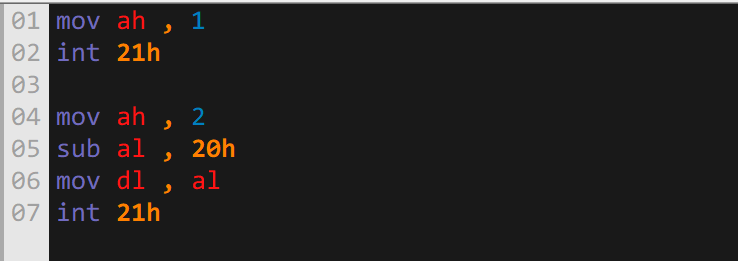 01 mov ah , 1
02 int 21h
03
04 mov ah , 2
05 sub al , 20h
06 mov dl , al
07 int 21h